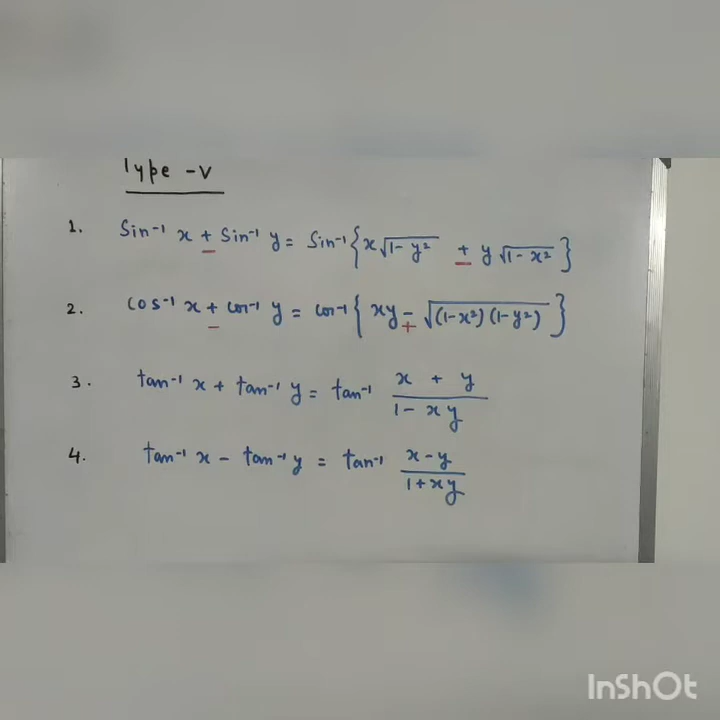 Type - V
1. Sin⁻¹ x ± Sin⁻¹ y = Sin⁻¹ { x √1 - y² ± y √1 - x² }
2. cos⁻¹ x ± cos⁻¹ y = cos⁻¹ { xy ∓ √(1-x²) (1-y²) }
3. tan⁻¹ x + tan⁻¹ y = tan⁻¹ x + y / 1 - xy
4. tan⁻¹ x - tan⁻¹ y = tan⁻¹ x - y / 1 + xy
InShOt